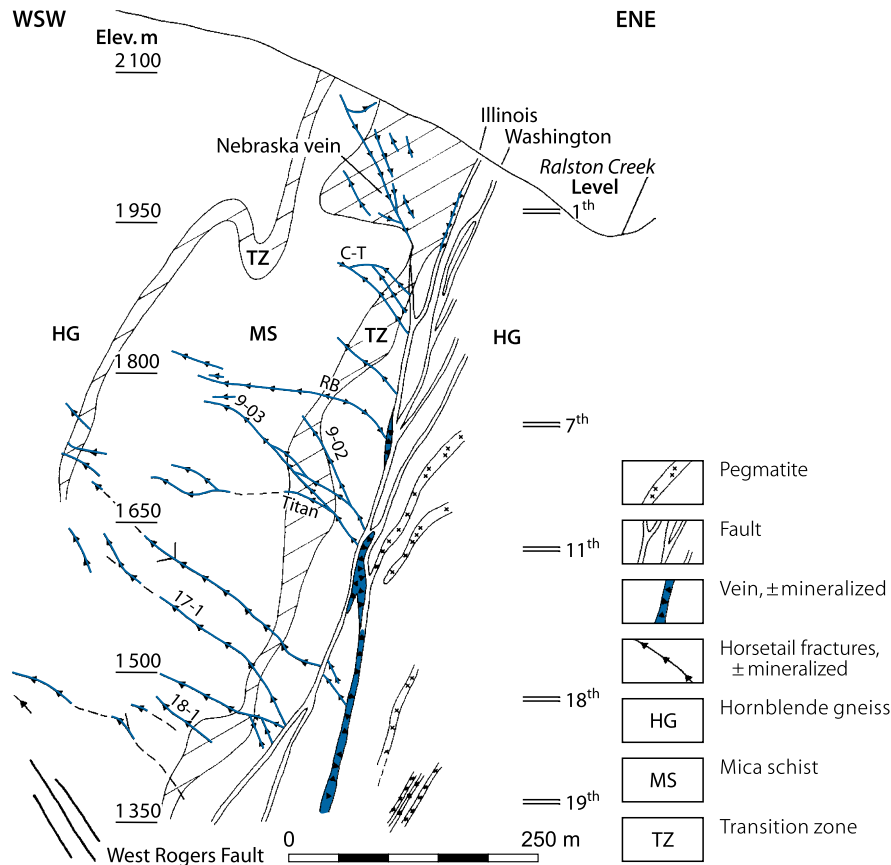 WSW
ENE
Elev. m
2 100
Illinois
Washington
Nebraska vein
Ralston Creek
Level
1 950
1th
TZ
C-T
HG
MS
TZ
HG
1 800
RB
9-03
9-02
7th
Titan
1 650
11th
17-1
1 500
18-1
18th
1 350
19th
West Rogers Fault
0
250 m
Pegmatite
Fault
Vein, ± mineralized
Horsetail fractures,
± mineralized
HG
Hornblende gneiss
MS
Mica schist
TZ
Transition zone